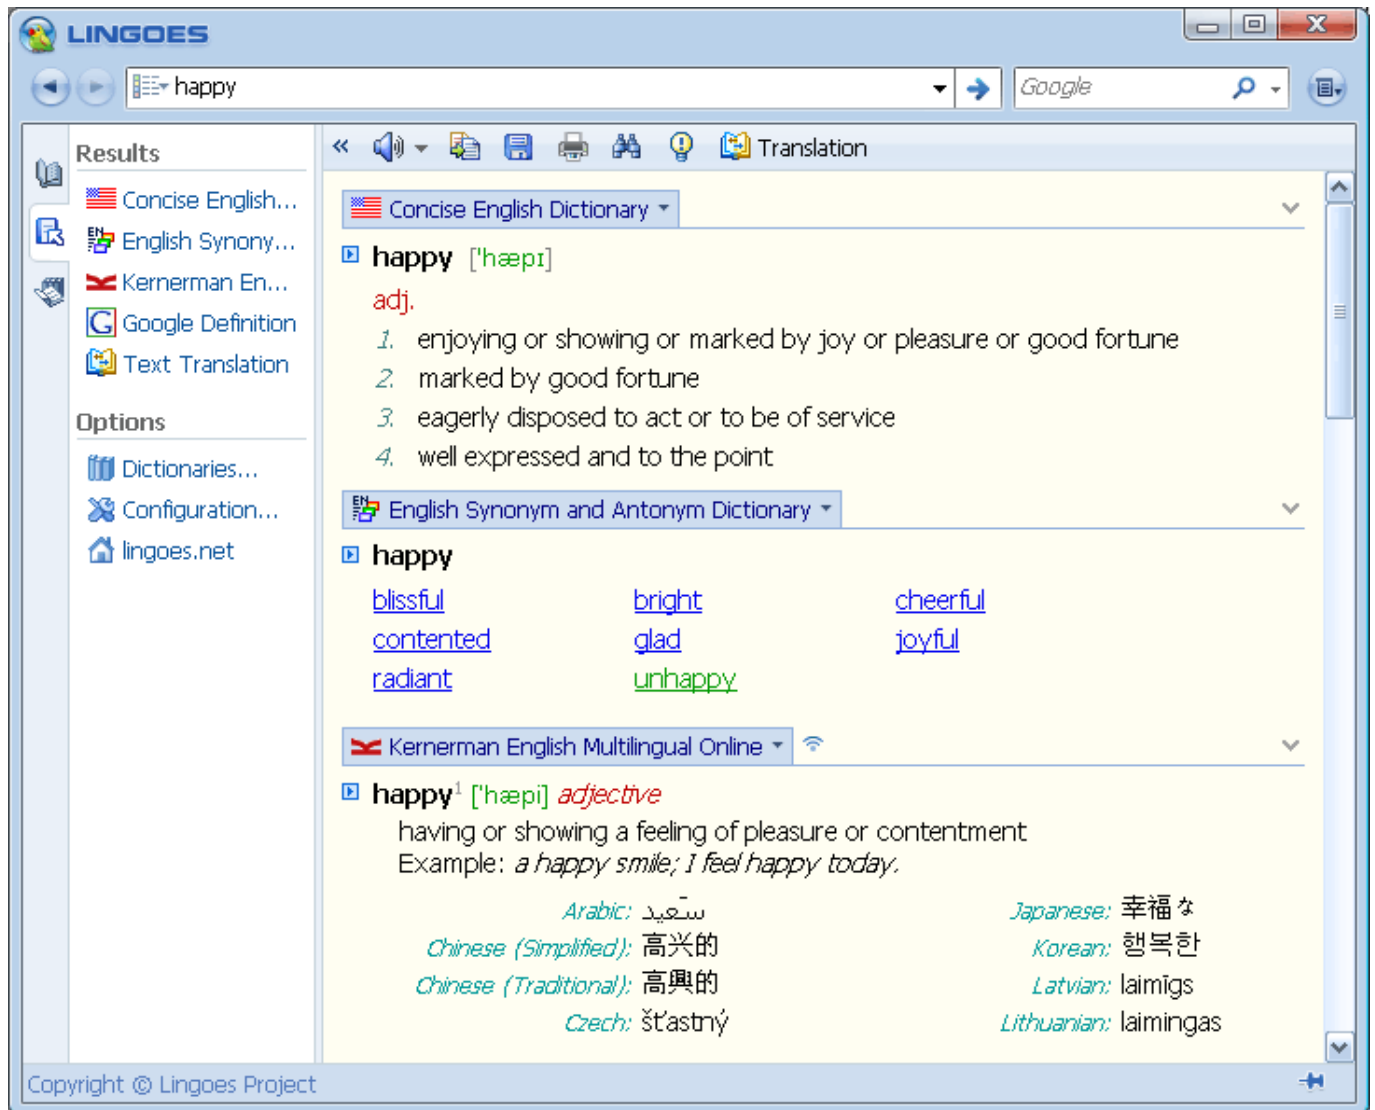 LINGOES
happy
Google
Results
Concise English...
English Synony...
Kernerman En...
Google Definition
Text Translation
Options
Dictionaries...
Configuration...
lingoes.net
Translation
Concise English Dictionary
happy ['hæpɪ]
adj.
1. enjoying or showing or marked by joy or pleasure or good fortune
2. marked by good fortune
3. eagerly disposed to act or to be of service
4. well expressed and to the point
EN English Synonym and Antonym Dictionary
happy
blissful bright cheerful
contented glad joyful
radiant unhappy
Kernerman English Multilingual Online
happy¹ ['hæpi] adjective
having or showing a feeling of pleasure or contentment
Example: a happy smile; I feel happy today.
Arabic: سَعيد Japanese: 幸福な
Chinese (Simplified): 高兴的 Korean: 행복한
Chinese (Traditional): 高興的 Latvian: laimīgs
Czech: šťastný Lithuanian: laimingas
Copyright © Lingoes Project